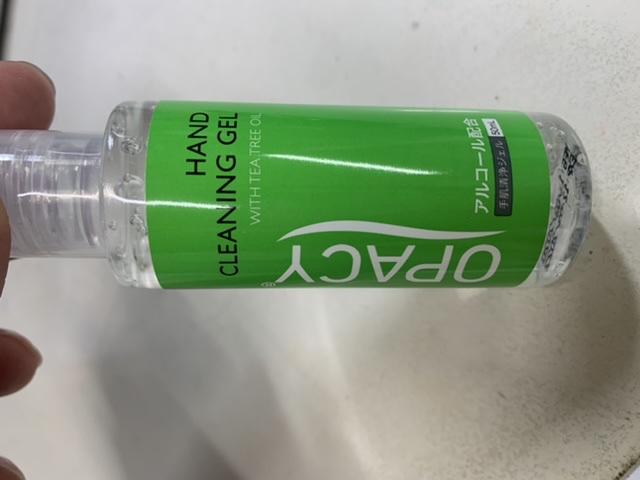 HAND
CLEANING GEL
WITH TEA TREE OIL
OPACY®
アルコール配合
手肌清浄ジェル 50mL